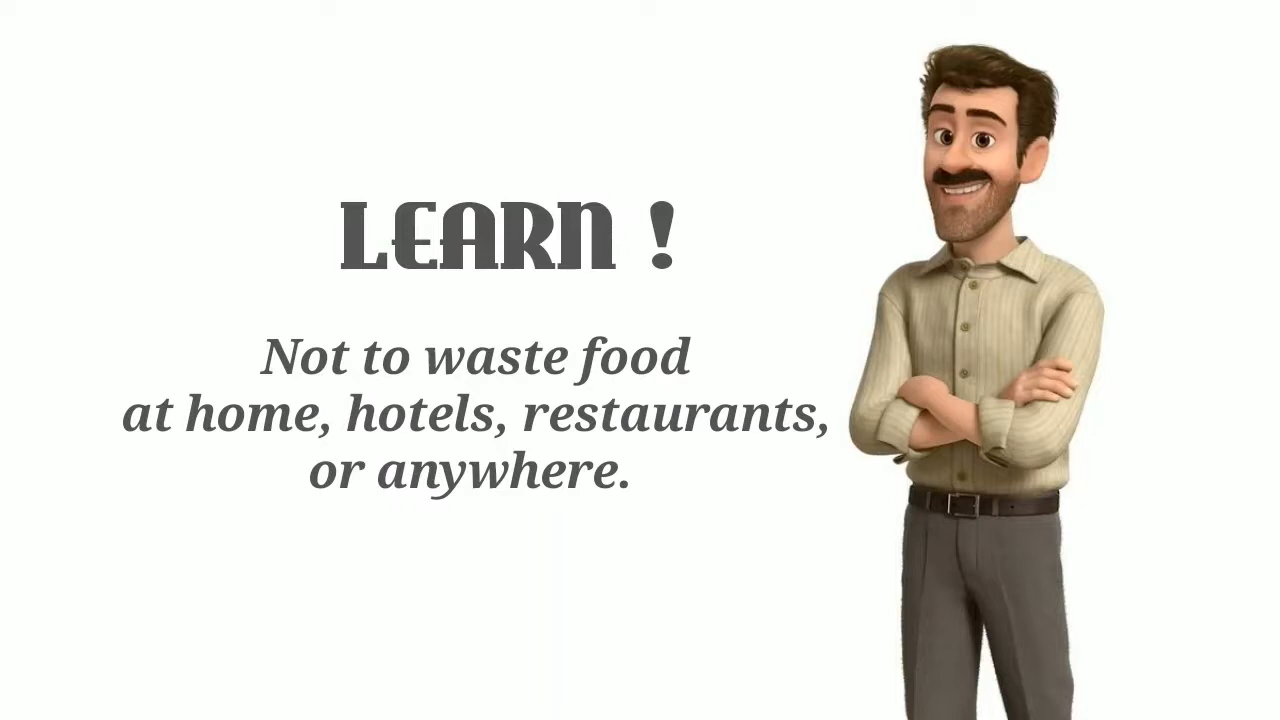 LEARN !
Not to waste food
at home, hotels, restaurants,
or anywhere.